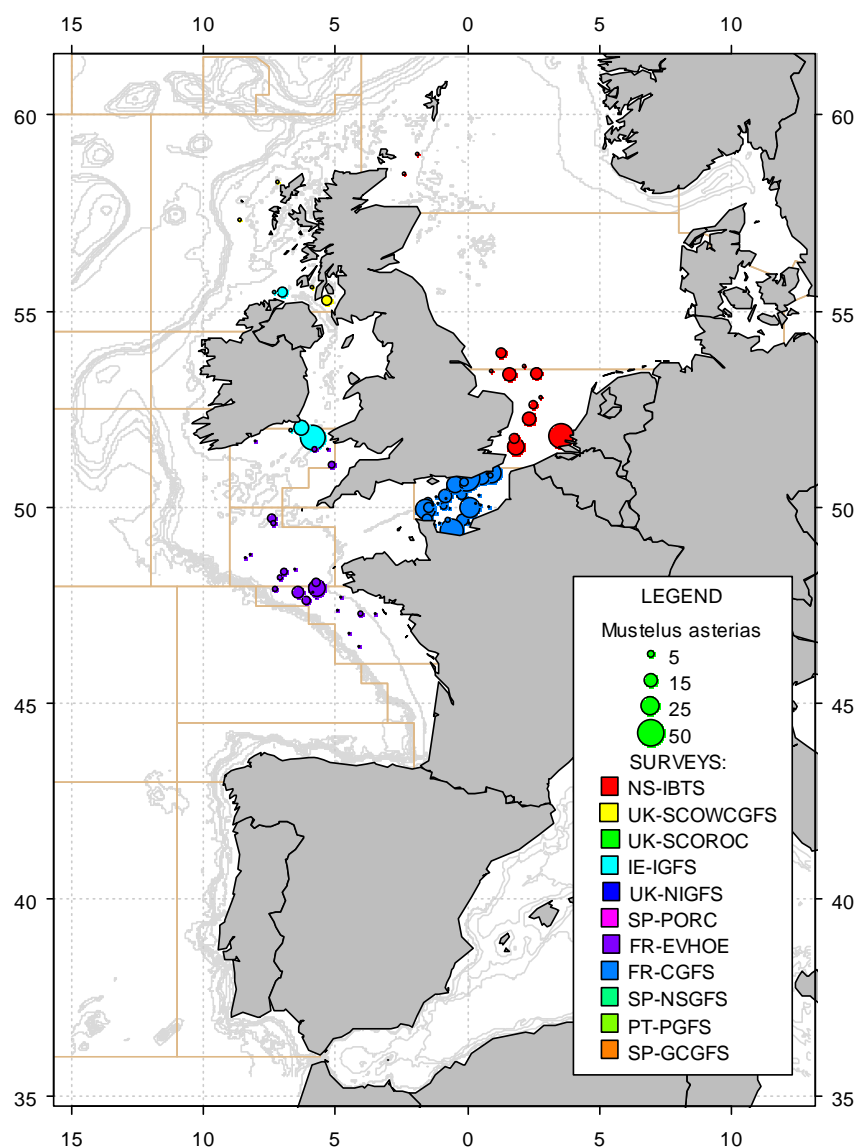 15 10 5 0 5 10
60 60
55 55
50 50
45 45
40 40
35 35
LEGEND
Mustelus asterias
5
15
25
50
SURVEYS:
NS-IBTS
UK-SCOWCGFS
UK-SCOROC
IE-IGFS
UK-NIGFS
SP-PORC
FR-EVHOE
FR-CGFS
SP-NSGFS
PT-PGFS
SP-GCGFS
15 10 5 0 5 10